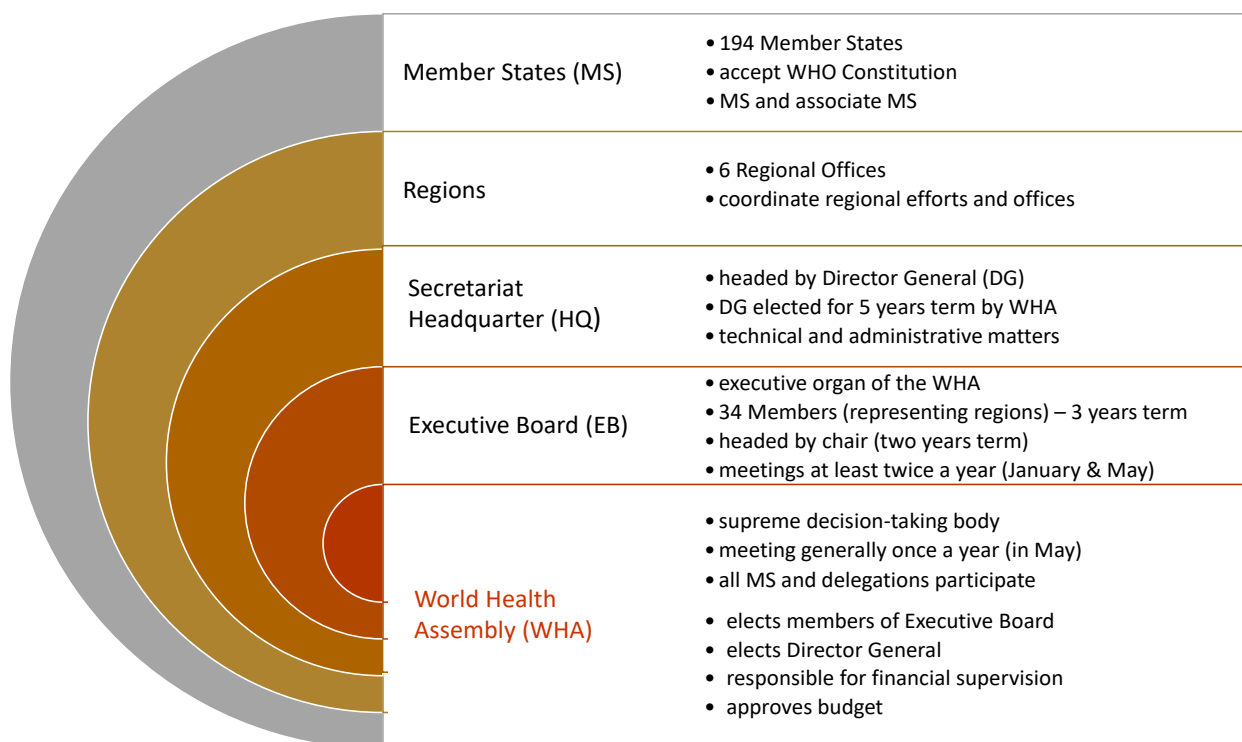 Member States (MS)
• 194 Member States
• accept WHO Constitution
• MS and associate MS
Regions
• 6 Regional Offices
• coordinate regional efforts and offices
Secretariat
Headquarter (HQ)
• headed by Director General (DG)
• DG elected for 5 years term by WHA
• technical and administrative matters
Executive Board (EB)
• executive organ of the WHA
• 34 Members (representing regions) – 3 years term
• headed by chair (two years term)
• meetings at least twice a year (January & May)
World Health
Assembly (WHA)
• supreme decision-taking body
• meeting generally once a year (in May)
• all MS and delegations participate
• elects members of Executive Board
• elects Director General
• responsible for financial supervision
• approves budget